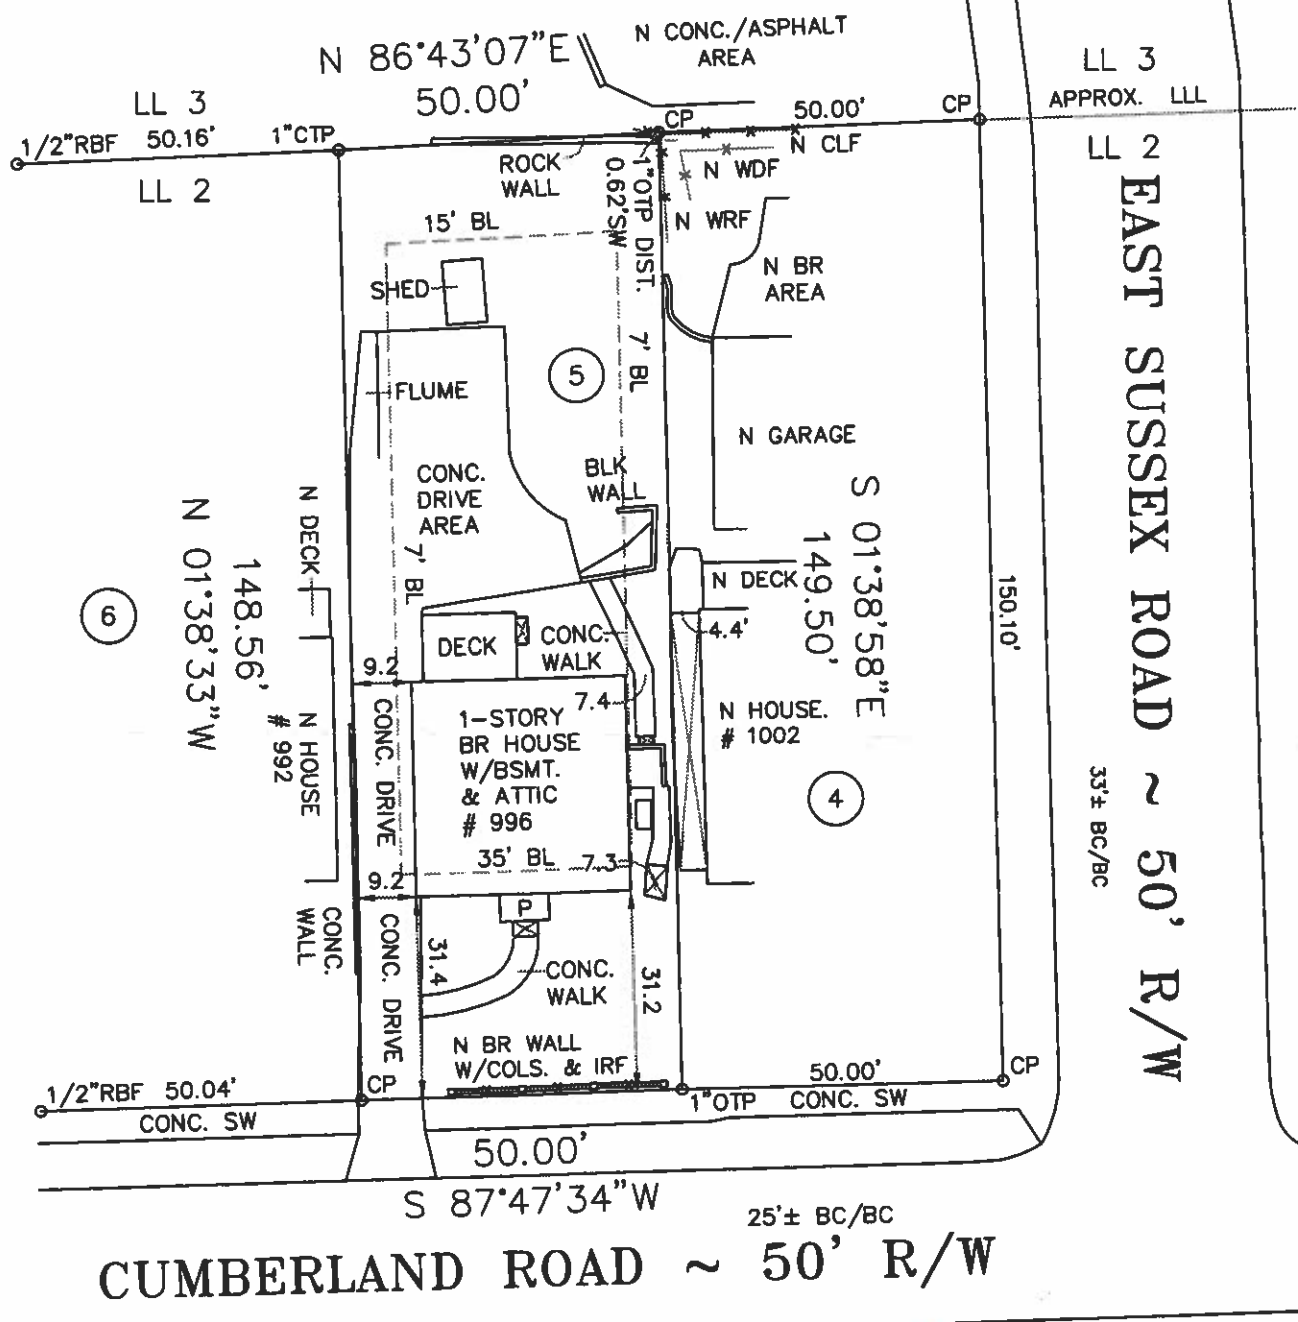 N 86°43'07"E
50.00'
N CONC./ASPHALT
AREA
LL 3
1/2"RBF 50.16'
1"CTP
LL 2
CP
50.00'
CP
LL 3
APPROX. LLL
LL 2
ROCK
WALL
1"OTP DIST.
0.62'SW
N CLF
N WDF
N WRF
15' BL
SHED
N BR
AREA
5
7' BL
FLUME
N GARAGE
CONC.
DRIVE
AREA
BLK
WALL
7' BL
N DECK
N 01°38'33"W
148.56'
6
S 01°38'58"E
149.50'
150.10'
N DECK
4.4'
DECK
CONC
WALK
9.2
7.4
N HOUSE
# 992
CONC. DRIVE
1-STORY
BR HOUSE
W/BSMT.
& ATTIC
# 996
N HOUSE.
# 1002
4
33'± BC/BC
35' BL
7.3
9.2
P
CONC.
WALL
CONC. DRIVE
31.4
CONC.
WALK
31.2
N BR WALL
W/COLS. & IRF
1/2"RBF 50.04'
CP
CONC. SW
1"OTP
50.00'
CONC. SW
CP
50.00'
S 87°47'34"W
25'± BC/BC
CUMBERLAND ROAD ~ 50' R/W
EAST SUSSEX ROAD ~ 50' R/W